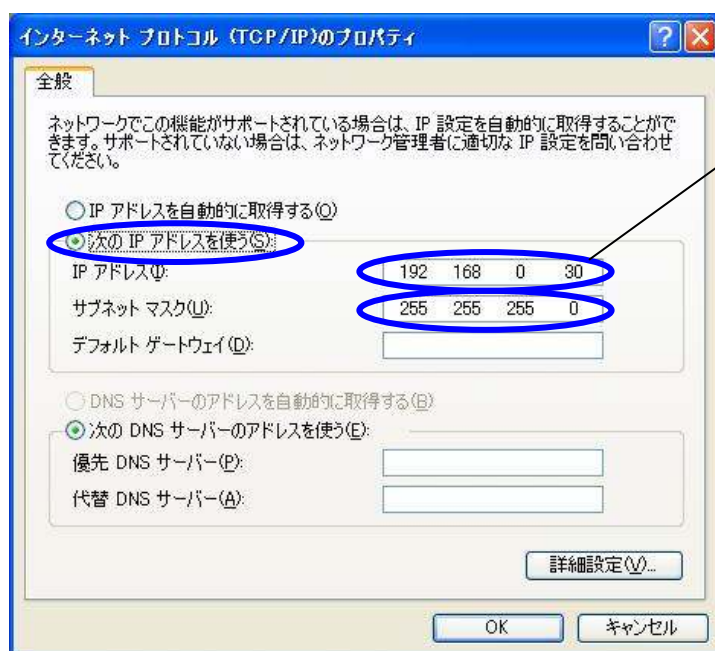 インターネット プロトコル (TCP/IP)のプロパティ
全般
ネットワークでこの機能がサポートされている場合は、IP 設定を自動的に取得することがで
きます。サポートされていない場合は、ネットワーク管理者に適切な IP 設定を問い合わせ
てください。
IP アドレスを自動的に取得する(O)
次の IP アドレスを使う(S):
IP アドレス(I): 192 168 0 30
サブネット マスク(U): 255 255 255 0
デフォルト ゲートウェイ(D):
DNS サーバーのアドレスを自動的に取得する(B)
次の DNS サーバーのアドレスを使う(E):
優先 DNS サーバー(P):
代替 DNS サーバー(A):
詳細設定(V)...
OK キャンセル